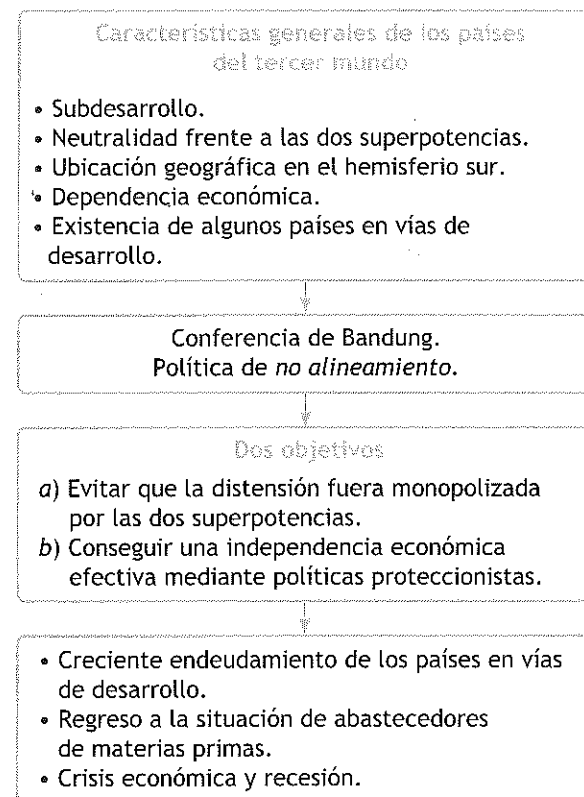 Características generales de los países
del tercer mundo
• Subdesarrollo.
• Neutralidad frente a las dos superpotencias.
• Ubicación geográfica en el hemisferio sur.
• Dependencia económica.
• Existencia de algunos países en vías de
desarrollo.
Conferencia de Bandung.
Política de no alineamiento.
Dos objetivos
a) Evitar que la distensión fuera monopolizada
por las dos superpotencias.
b) Conseguir una independencia económica
efectiva mediante políticas proteccionistas.
• Creciente endeudamiento de los países en vías
de desarrollo.
• Regreso a la situación de abastecedores
de materias primas.
• Crisis económica y recesión.